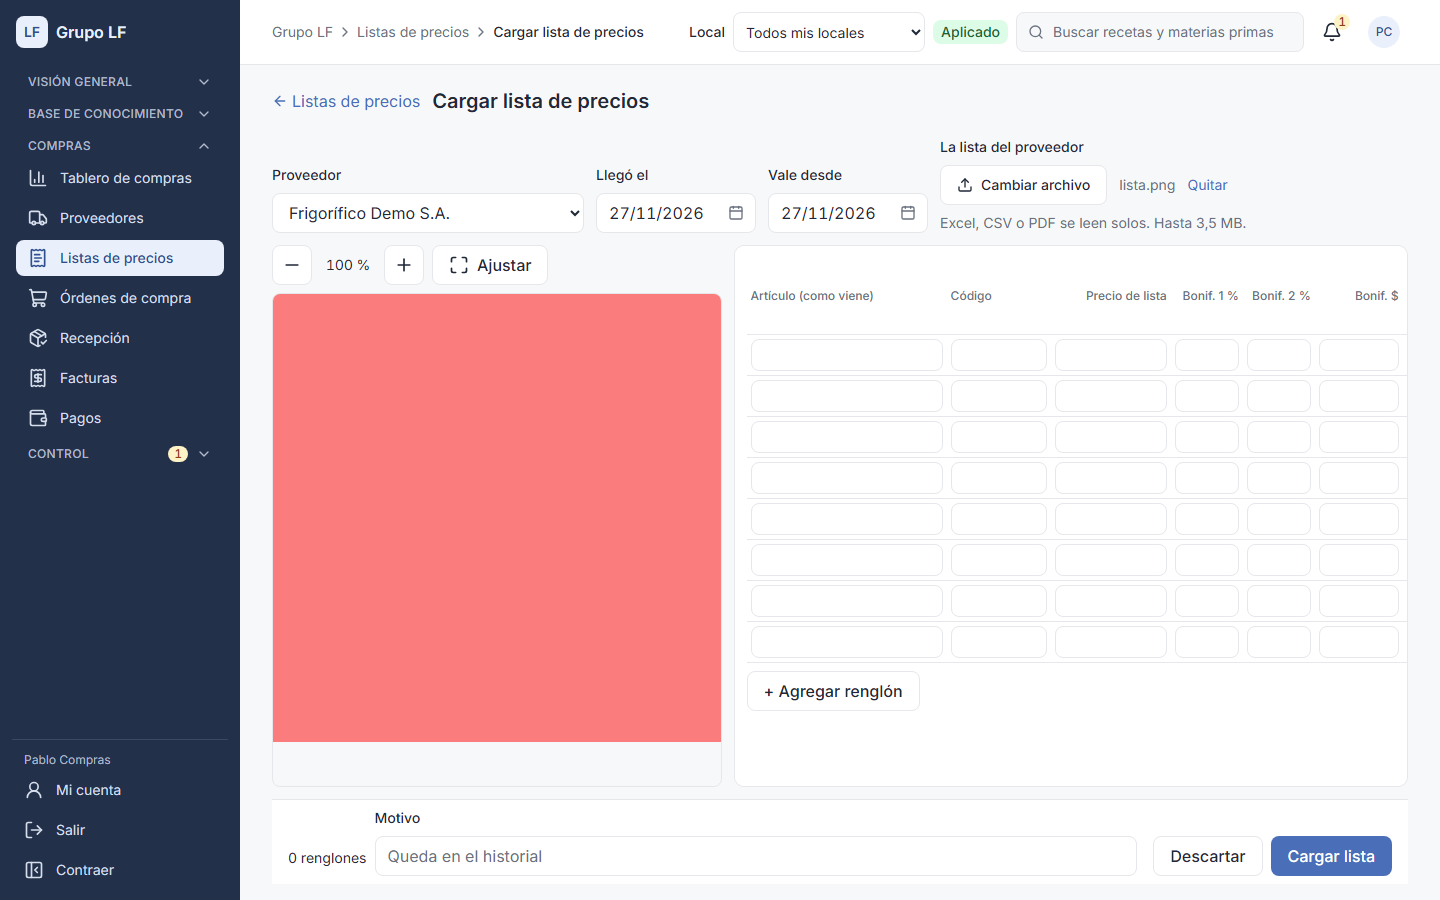 LF Grupo LF
VISIÓN GENERAL
BASE DE CONOCIMIENTO
COMPRAS
Tablero de compras
Proveedores
Listas de precios
Órdenes de compra
Recepción
Facturas
Pagos
CONTROL 1
Pablo Compras
Mi cuenta
Salir
Contraer
Grupo LF Listas de precios Cargar lista de precios Local Todos mis locales Aplicado Buscar recetas y materias primas 1 PC
Listas de precios Cargar lista de precios
La lista del proveedor
Proveedor Llegó el Vale desde
Cambiar archivo lista.png Quitar
Frigorífico Demo S.A. 27/11/2026 27/11/2026
Excel, CSV o PDF se leen solos. Hasta 3,5 MB.
100 % Ajustar
Artículo (como viene) Código Precio de lista Bonif. 1 % Bonif. 2 % Bonif. $
+ Agregar renglón
Motivo
0 renglones Queda en el historial Descartar Cargar lista